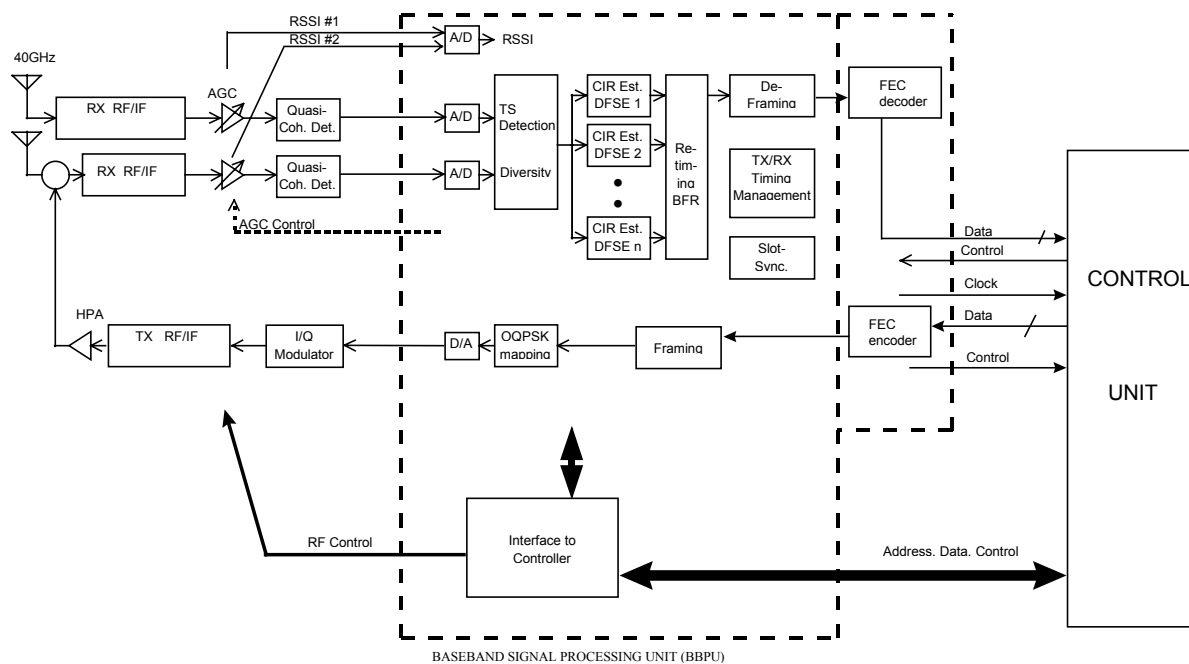 RSSI #1
RSSI #2
A/D
RSSI
40GHz
RX RF/IF
AGC
Quasi-
Coh. Det.
A/D
TS
Detection
Diversity
CIR Est.
DFSE 1
CIR Est.
DFSE 2
CIR Est.
DFSE n
Re-
tim-
ing
BFR
De-
Framing
FEC
decoder
RX RF/IF
Quasi-
Coh. Det.
A/D
TX/RX
Timing
Management
AGC Control
Slot-
Sync.
Data
Control
Clock
Data
Control
CONTROL
UNIT
HPA
TX RF/IF
I/Q
Modulator
D/A
OQPSK
mapping
Framing
FEC
encoder
RF Control
Interface to
Controller
Address. Data. Control
BASEBAND SIGNAL PROCESSING UNIT (BBPU)